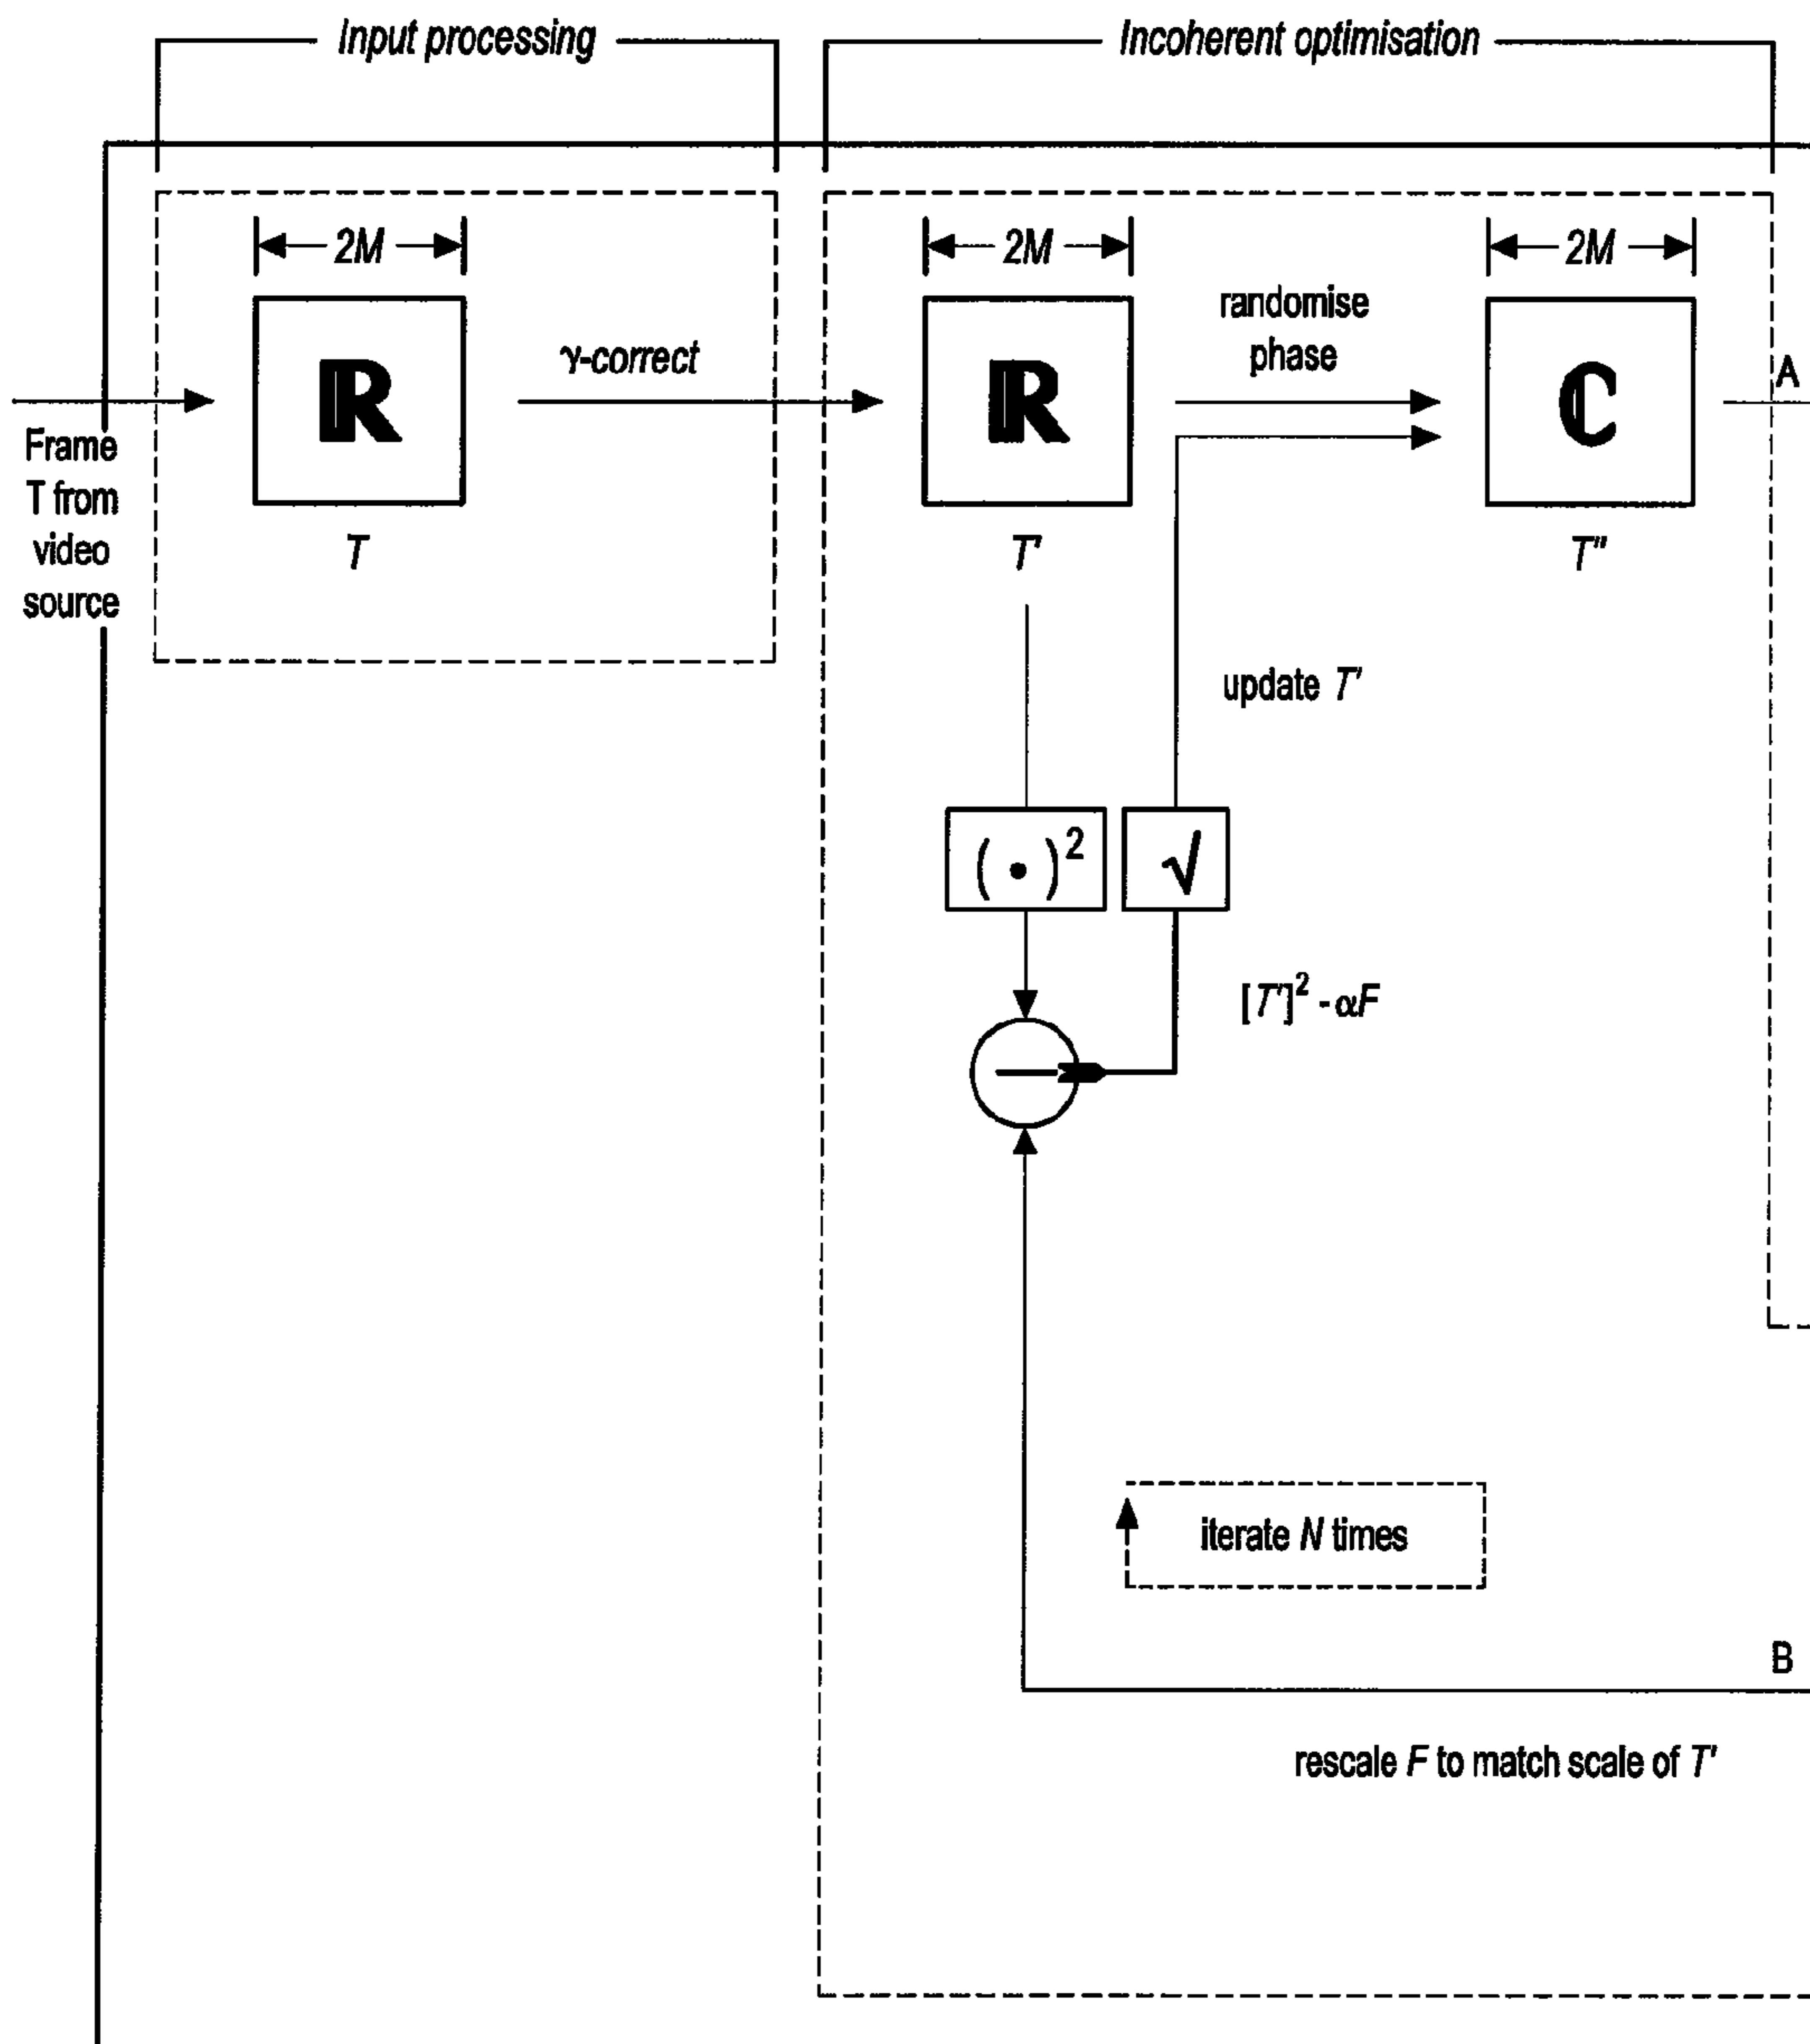 Input processing
Incoherent optimisation
2M
2M
2M
ℝ
γ-correct
ℝ
randomise
phase
ℂ
A
Frame
T from
video
source
T
T'
T"
update T'
(•)²
√
[T']² - αF
—
iterate N times
B
rescale F to match scale of T'